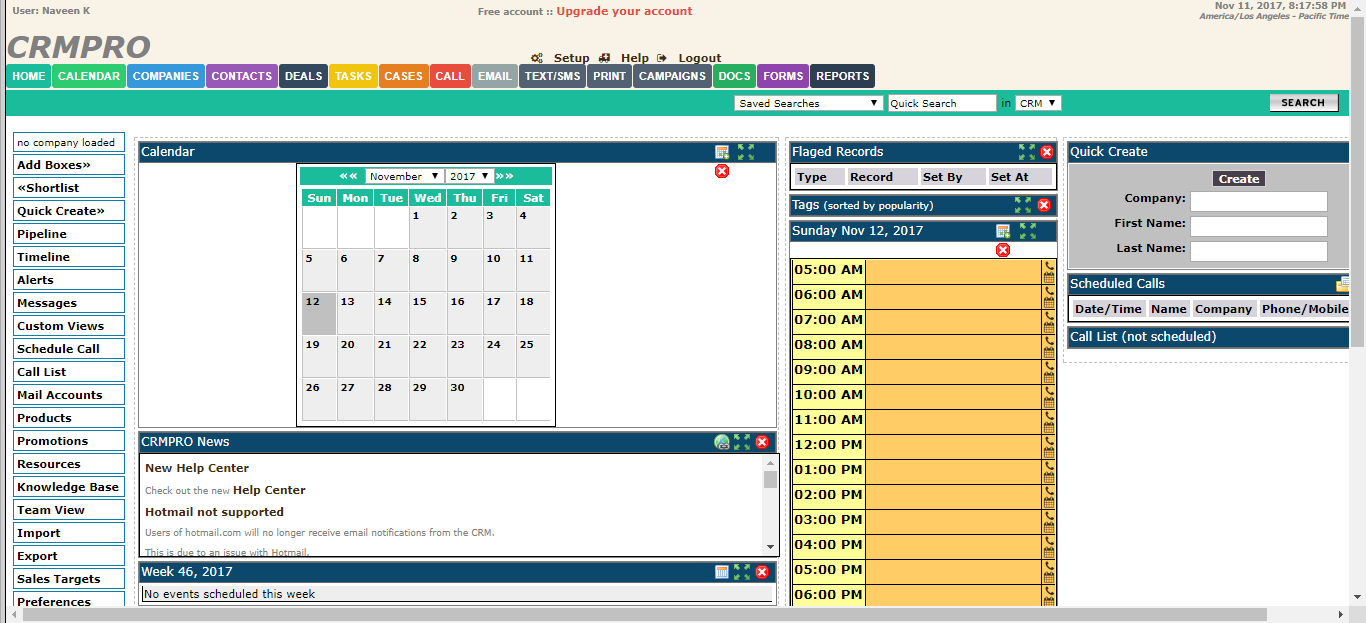 User: Naveen K
Free account :: Upgrade your account
Nov 11, 2017, 8:17:58 PM
America/Los Angeles - Pacific Time
CRMPRO
Setup Help Logout
HOME CALENDAR COMPANIES CONTACTS DEALS TASKS CASES CALL EMAIL TEXT/SMS PRINT CAMPAIGNS DOCS FORMS REPORTS
Saved Searches Quick Search in CRM SEARCH
no company loaded
Add Boxes»
«Shortlist
Quick Create»
Pipeline
Timeline
Alerts
Messages
Custom Views
Schedule Call
Call List
Mail Accounts
Products
Promotions
Resources
Knowledge Base
Team View
Import
Export
Sales Targets
Preferences
Calendar
«« November 2017 »»
Sun Mon Tue Wed Thu Fri Sat
1 2 3 4
5 6 7 8 9 10 11
12 13 14 15 16 17 18
19 20 21 22 23 24 25
26 27 28 29 30
CRMPRO News
New Help Center
Check out the new Help Center
Hotmail not supported
Users of hotmail.com will no longer receive email notifications from the CRM.
This is due to an issue with Hotmail.
Week 46, 2017
No events scheduled this week
Flaged Records
Type Record Set By Set At
Tags (sorted by popularity)
Sunday Nov 12, 2017
05:00 AM
06:00 AM
07:00 AM
08:00 AM
09:00 AM
10:00 AM
11:00 AM
12:00 PM
01:00 PM
02:00 PM
03:00 PM
04:00 PM
05:00 PM
06:00 PM
Quick Create
Create
Company:
First Name:
Last Name:
Scheduled Calls
Date/Time Name Company Phone/Mobile
Call List (not scheduled)